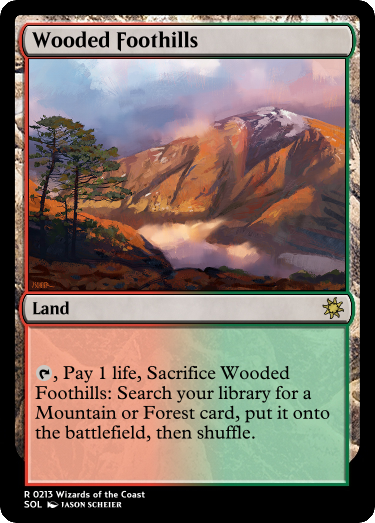 Wooded Foothills
Land
, Pay 1 life, Sacrifice Wooded
Foothills: Search your library for a
Mountain or Forest card, put it onto
the battlefield, then shuffle.
R 0213 Wizards of the Coast
SOL JASON SCHEIER